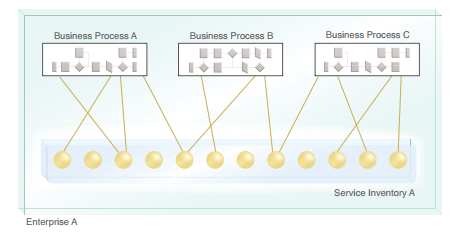 Business Process A
Business Process B
Business Process C
Service Inventory A
Enterprise A